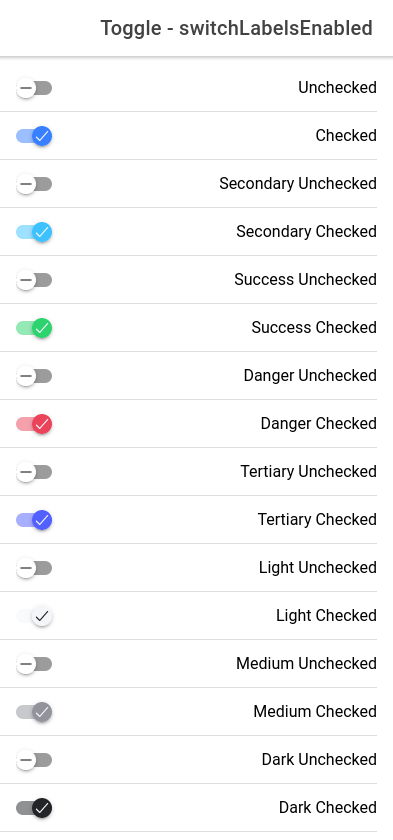 Toggle - switchLabelsEnabled
Unchecked
Checked
Secondary Unchecked
Secondary Checked
Success Unchecked
Success Checked
Danger Unchecked
Danger Checked
Tertiary Unchecked
Tertiary Checked
Light Unchecked
Light Checked
Medium Unchecked
Medium Checked
Dark Unchecked
Dark Checked